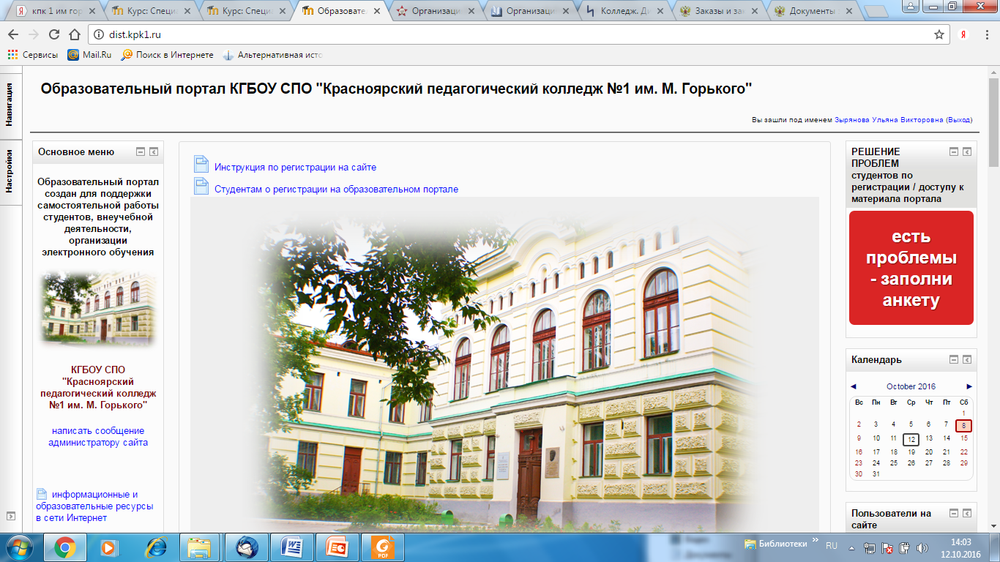 кпк 1 им гор
Курс: Специ
Курс: Специ
Образовате
Организаци
Организаци
Колледж. Ди
Заказы и за
Документы
dist.kpk1.ru
Сервисы
Mail.Ru
Поиск в Интернете
Альтернативная исто
Навигация
Настройки
Образовательный портал КГБОУ СПО "Красноярский педагогический колледж №1 им. М. Горького"
Вы зашли под именем Зырянова Ульяна Викторовна (Выход)
Основное меню
Образовательный портал
создан для поддержки
самостоятельной работы
студентов, внеучебной
деятельности,
организации
электронного обучения
КГБОУ СПО
"Красноярский
педагогический колледж
№1 им. М. Горького"
написать сообщение
администратору сайта
информационные и
образовательные ресурсы
в сети Интернет
Инструкция по регистрации на сайте
Студентам о регистрации на образовательном портале
РЕШЕНИЕ
ПРОБЛЕМ
студентов по
регистрации / доступу к
материала портала
есть
проблемы
- заполни
анкету
Календарь
October 2016
Вс Пн Вт Ср Чт Пт Сб
1
2 3 4 5 6 7 8
9 10 11 12 13 14 15
16 17 18 19 20 21 22
23 24 25 26 27 28 29
30 31
Пользователи на
сайте
Библиотеки
RU
14:03
12.10.2016